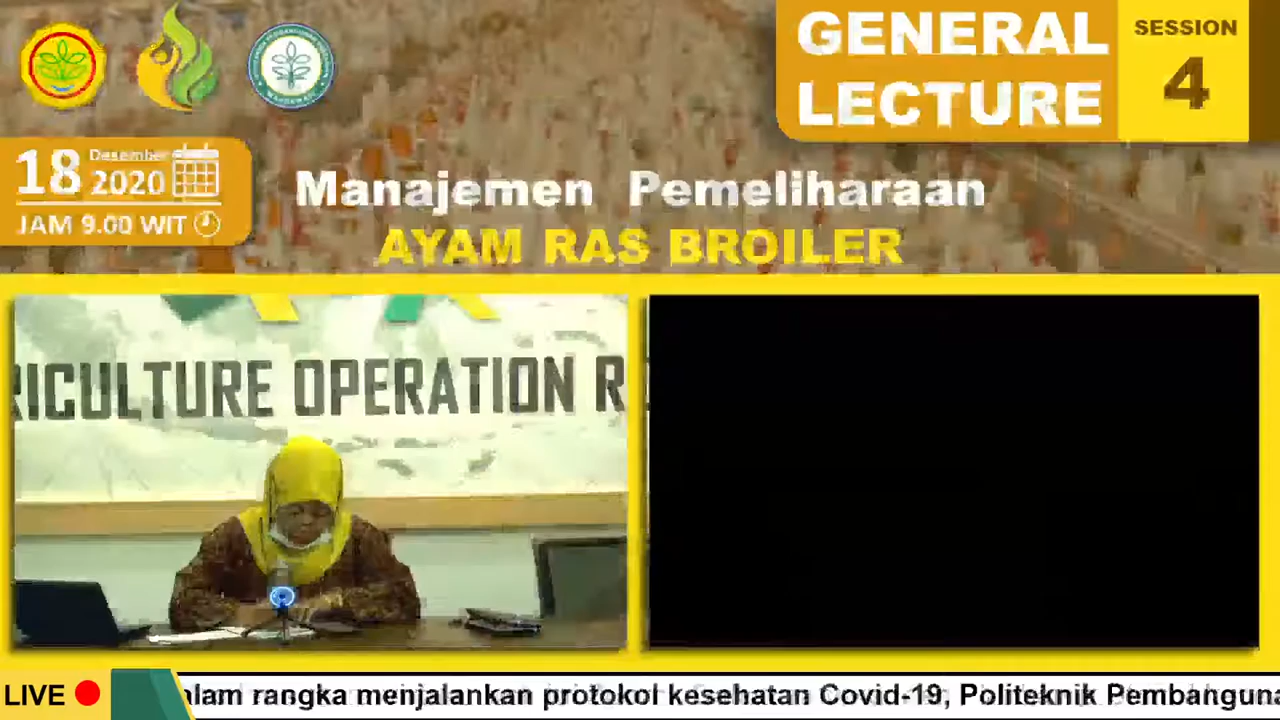 GENERAL
LECTURE
SESSION
4
18
Desember
2020
JAM 9.00 WIT
Manajemen Pemeliharaan
AYAM RAS BROILER
RICULTURE OPERATION R
LIVE
alam rangka menjalankan protokol kesehatan Covid-19, Politeknik Pembanguna